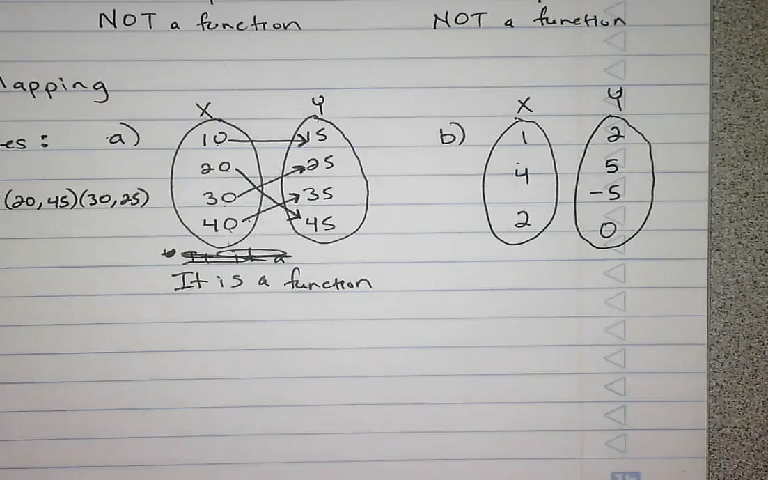 NOT a function NOT a function
lapping
es : a) X Y b) X Y
10 15 1 2
20 25 4 5
(20,45)(30,25) 30 35 -5
40 45 2 0
It is a function